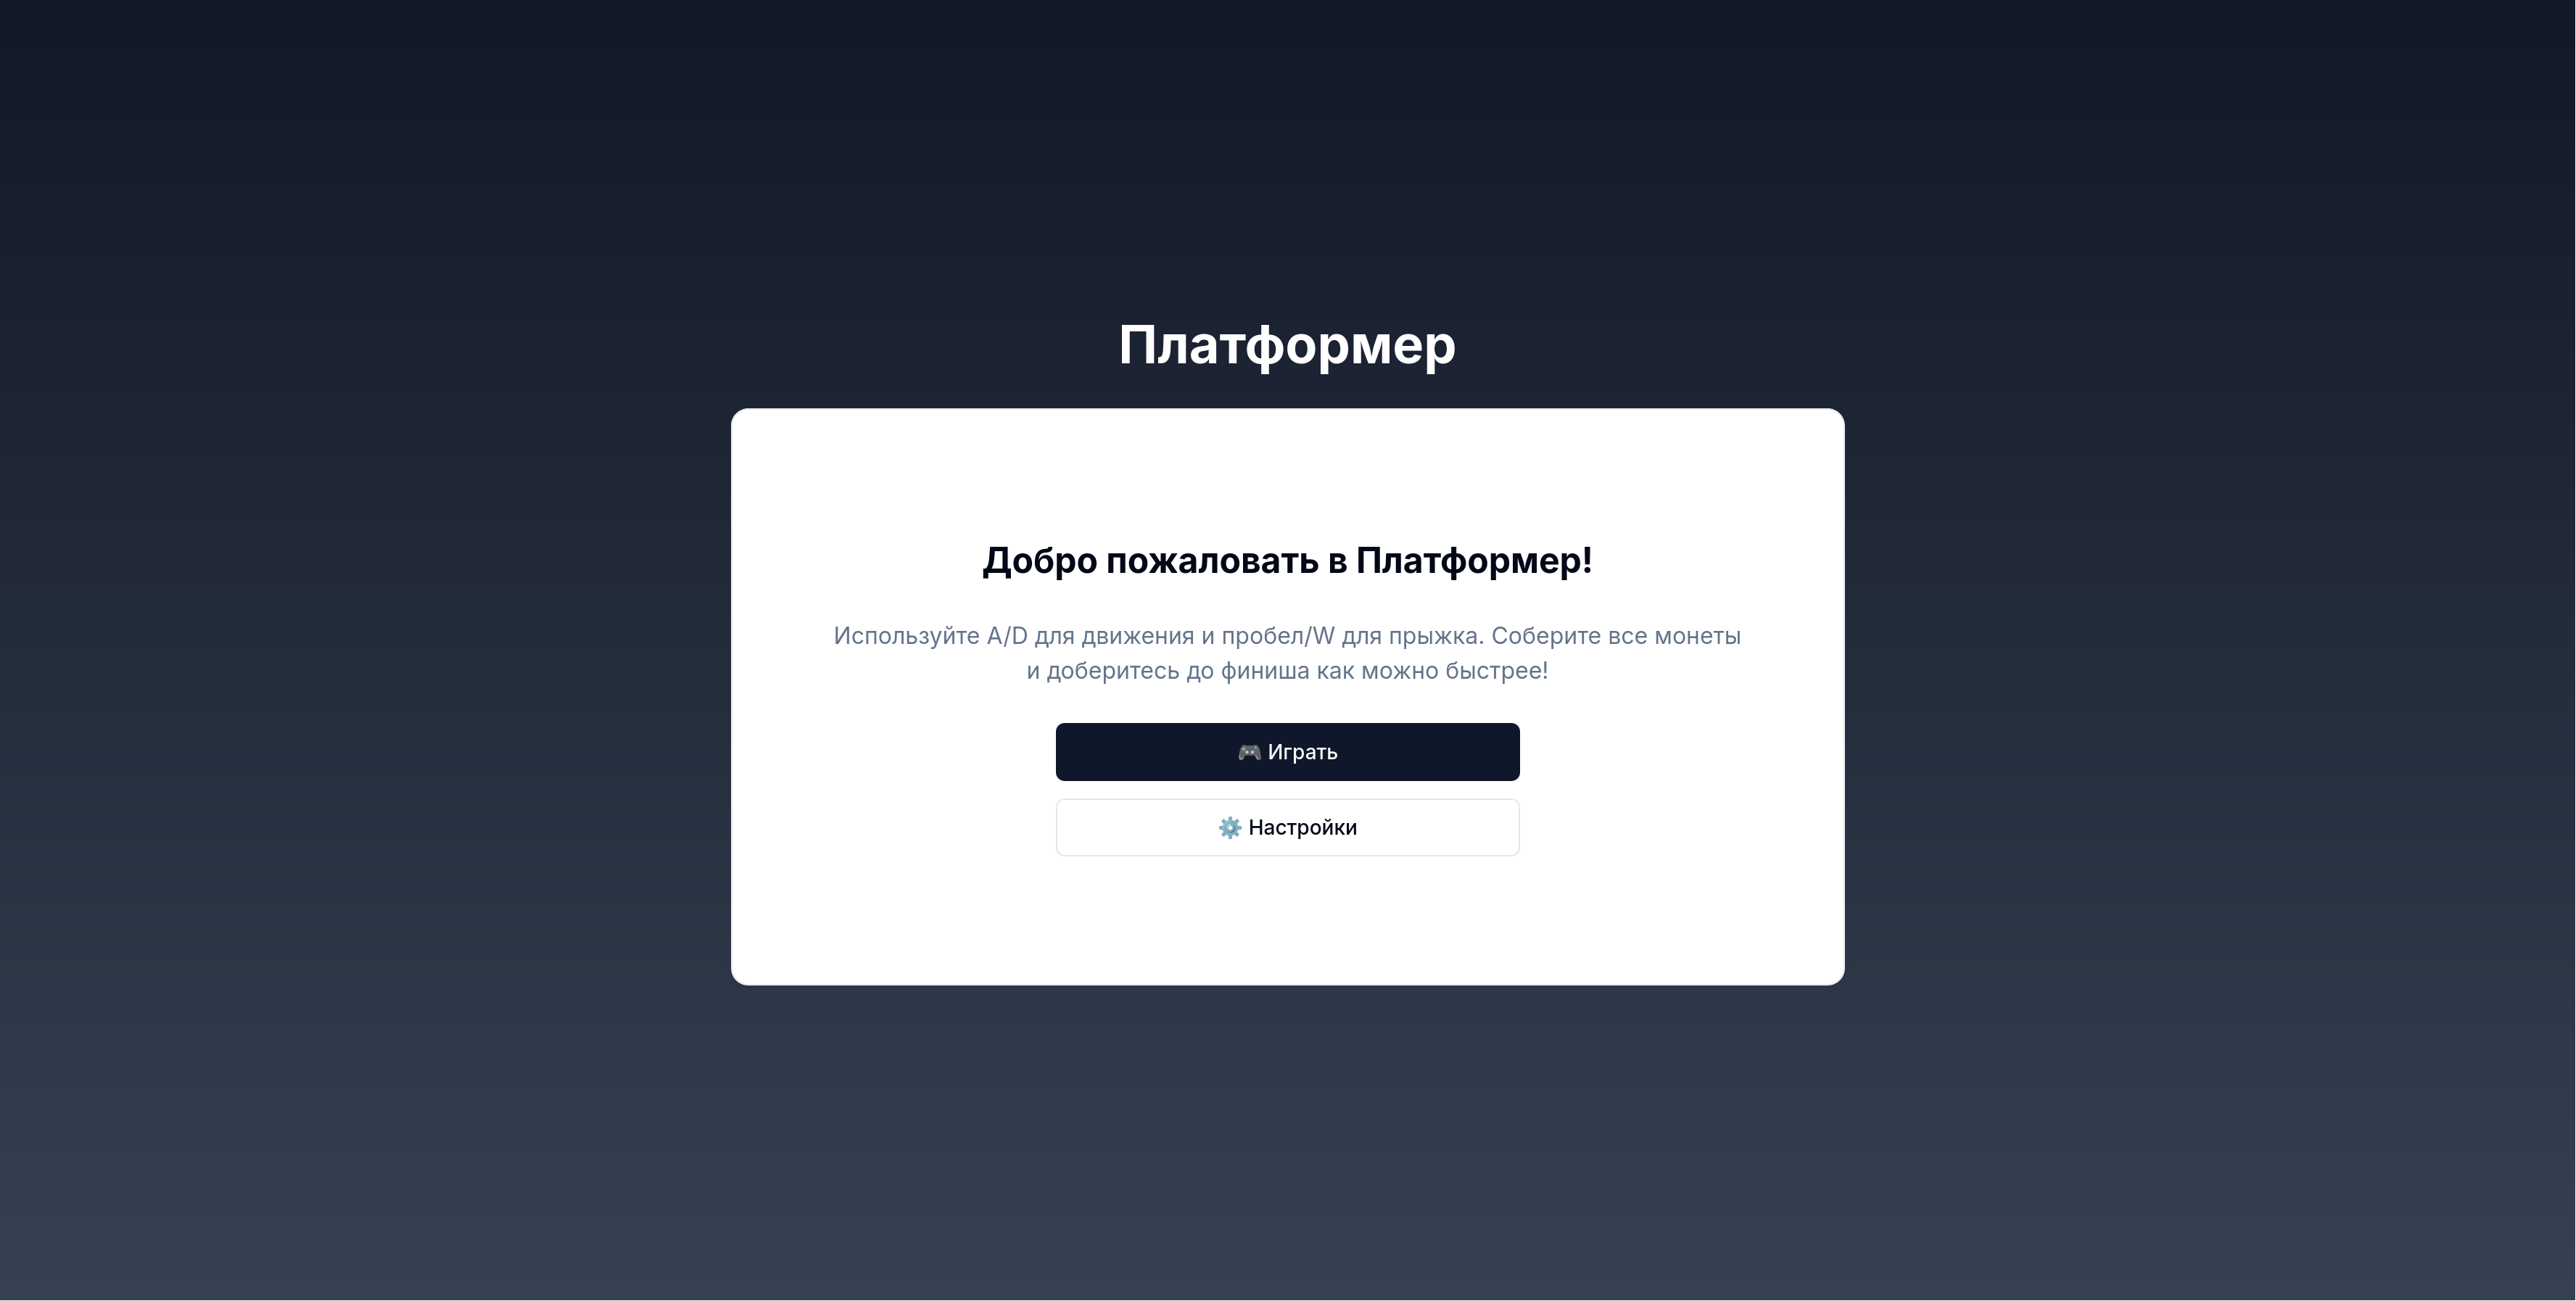 Платформер
Добро пожаловать в Платформер!
Используйте A/D для движения и пробел/W для прыжка. Соберите все монеты
и доберитесь до финиша как можно быстрее!
🎮 Играть
⚙️ Настройки